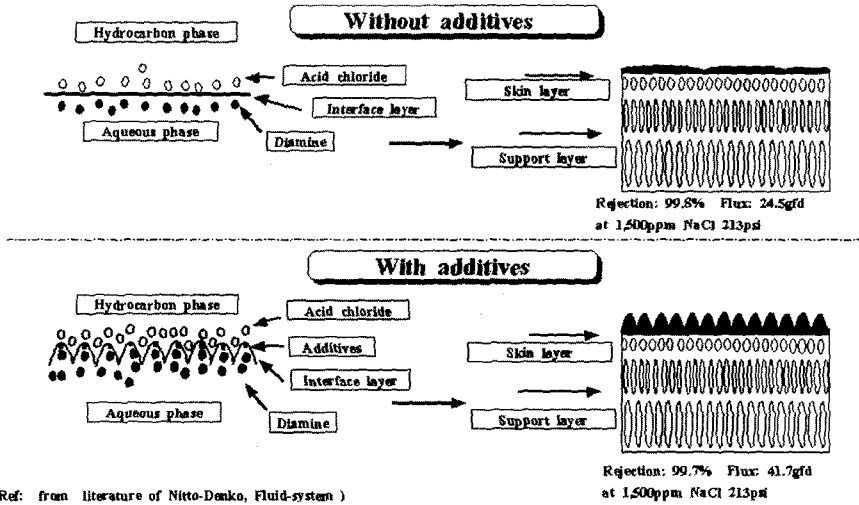 Without additives
Hydrocarbon phase
Acid chloride
Interface layer
Aqueous phase
Diamine
Skin layer
Support layer
Rejection: 99.8% Flux: 24.5gfd
at 1,500ppm NaCl 213psi
With additives
Hydrocarbon phase
Acid chloride
Additives
Interface layer
Aqueous phase
Diamine
Skin layer
Support layer
Rejection: 99.7% Flux: 41.7gfd
at 1,500ppm NaCl 213psi
Ref: from literature of Nitto-Denko, Fluid-system )